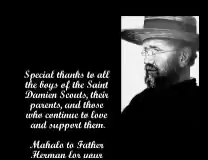 Special thanks to all
the boys of the Saint
Damien Scouts, their
parents, and those
who continue to love
and support them.
Mahalo to Father
Herman for your